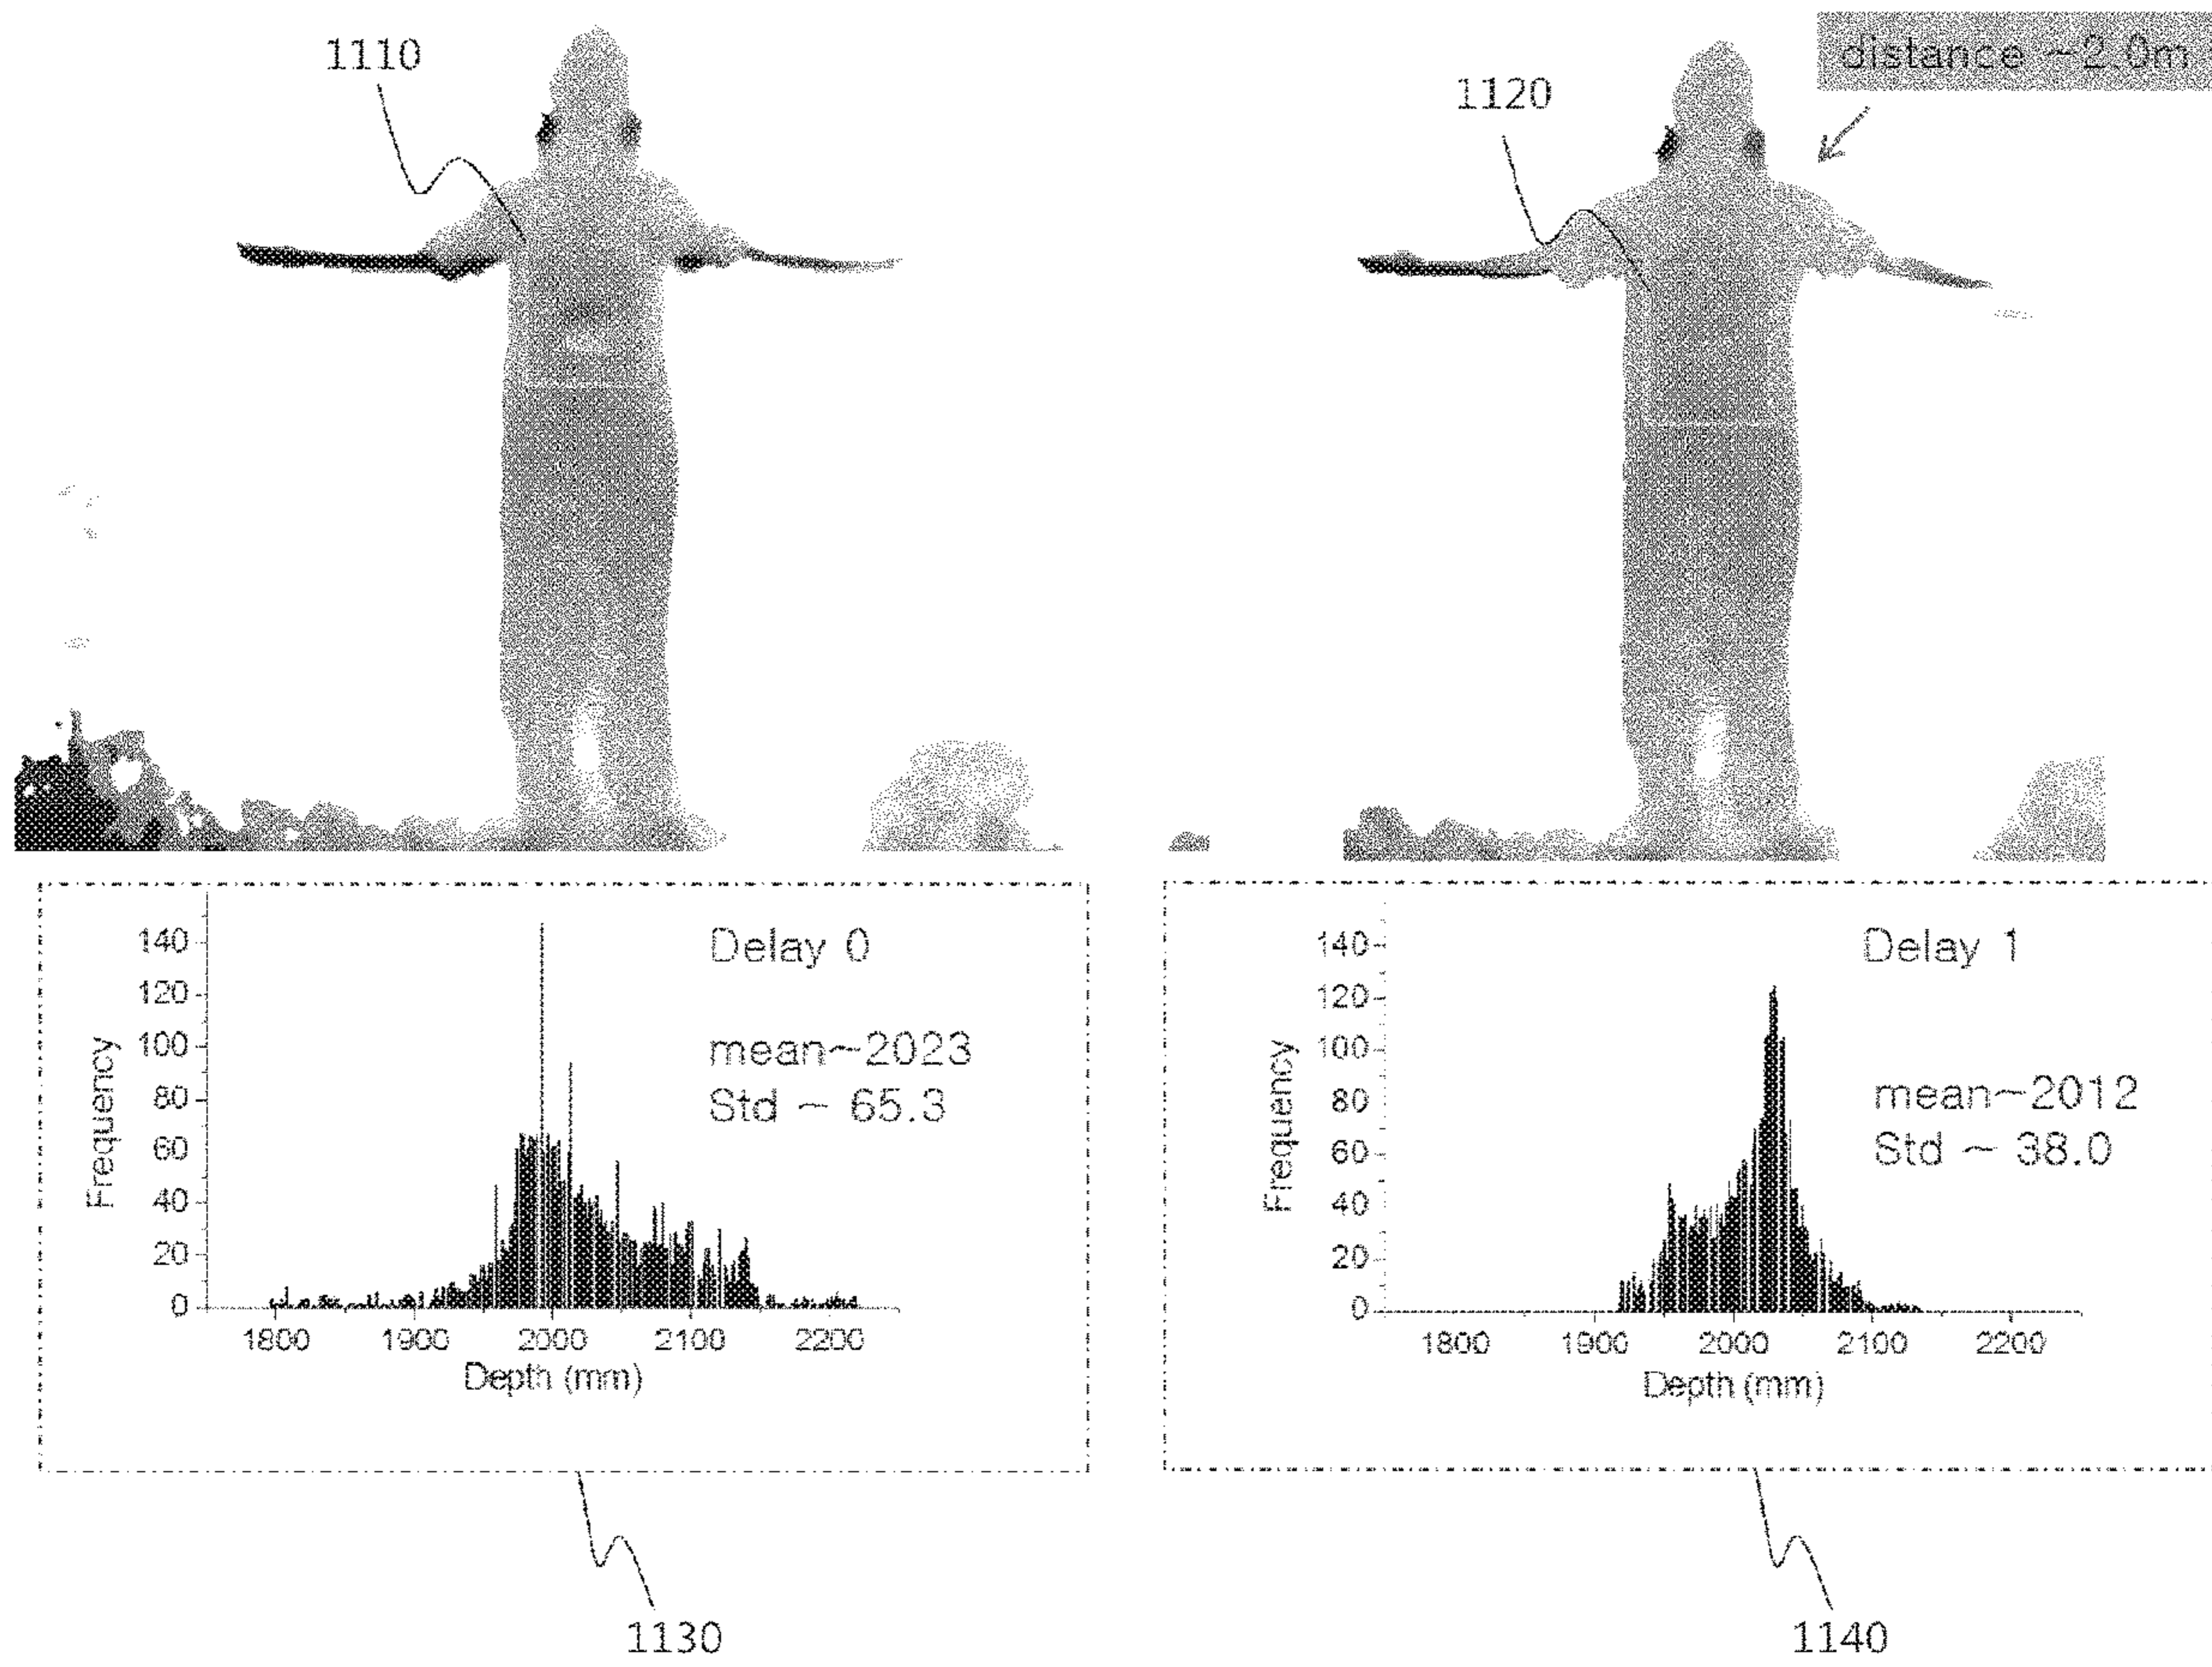 1110
1120
distance ~2.0m
140
120
100
80
60
40
20
0
Frequency
Delay 0
mean~2023
Std ~ 65.3
1800 1900 2000 2100 2200
Depth (mm)
140
120
100
80
60
40
20
0
Frequency
Delay 1
mean~2012
Std ~ 38.0
1800 1900 2000 2100 2200
Depth (mm)
1130
1140